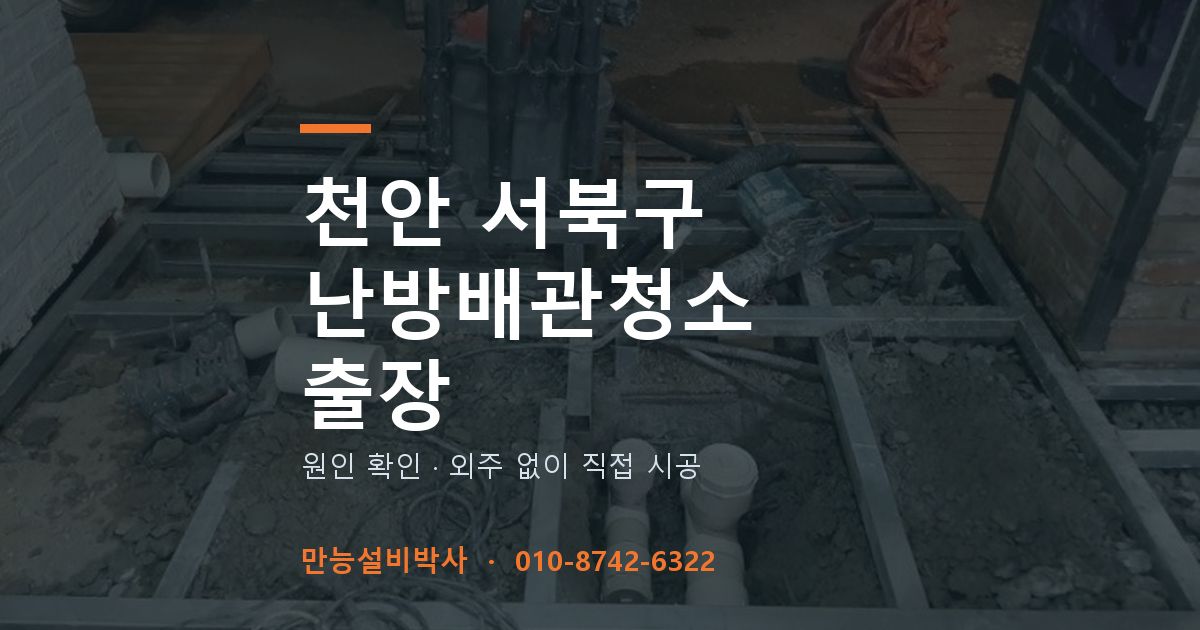 천안 서북구
난방배관청소
출장
원인 확인 · 외주 없이 직접 시공
만능설비박사 · 010-8742-6322